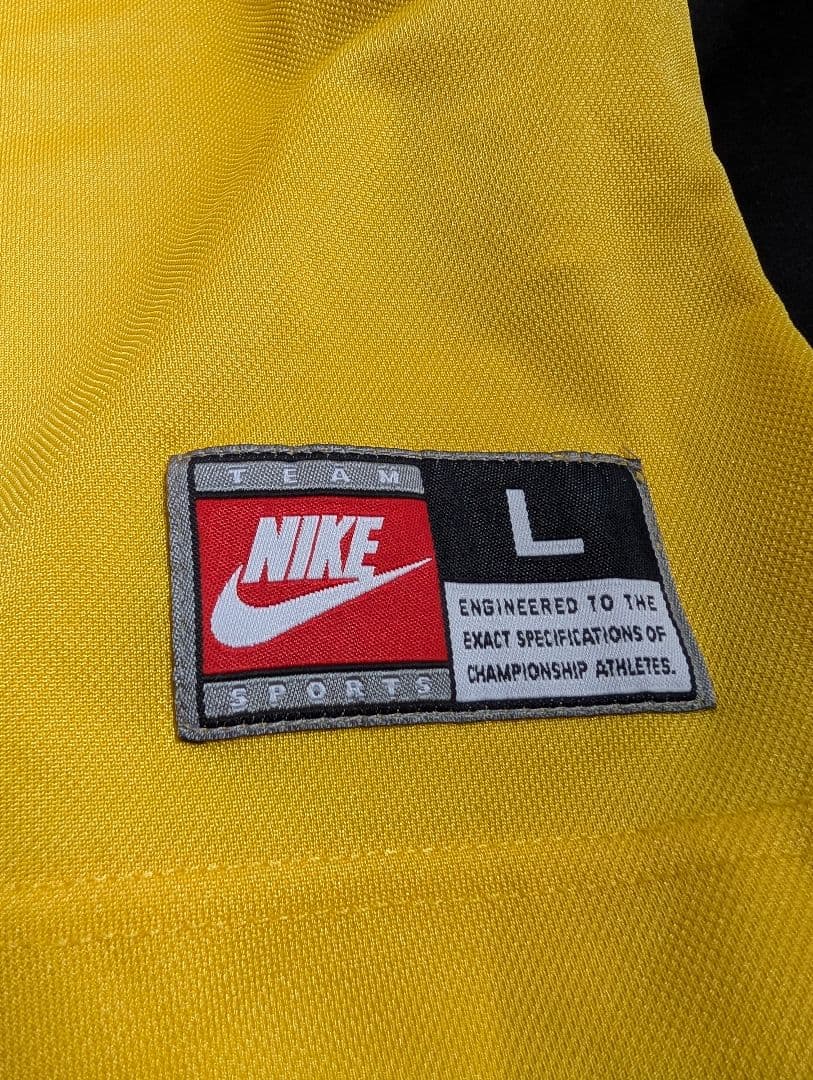 TEAM
NIKE
SPORTS
L
ENGINEERED TO THE
EXACT SPECIFICATIONS OF
CHAMPIONSHIP ATHLETES.